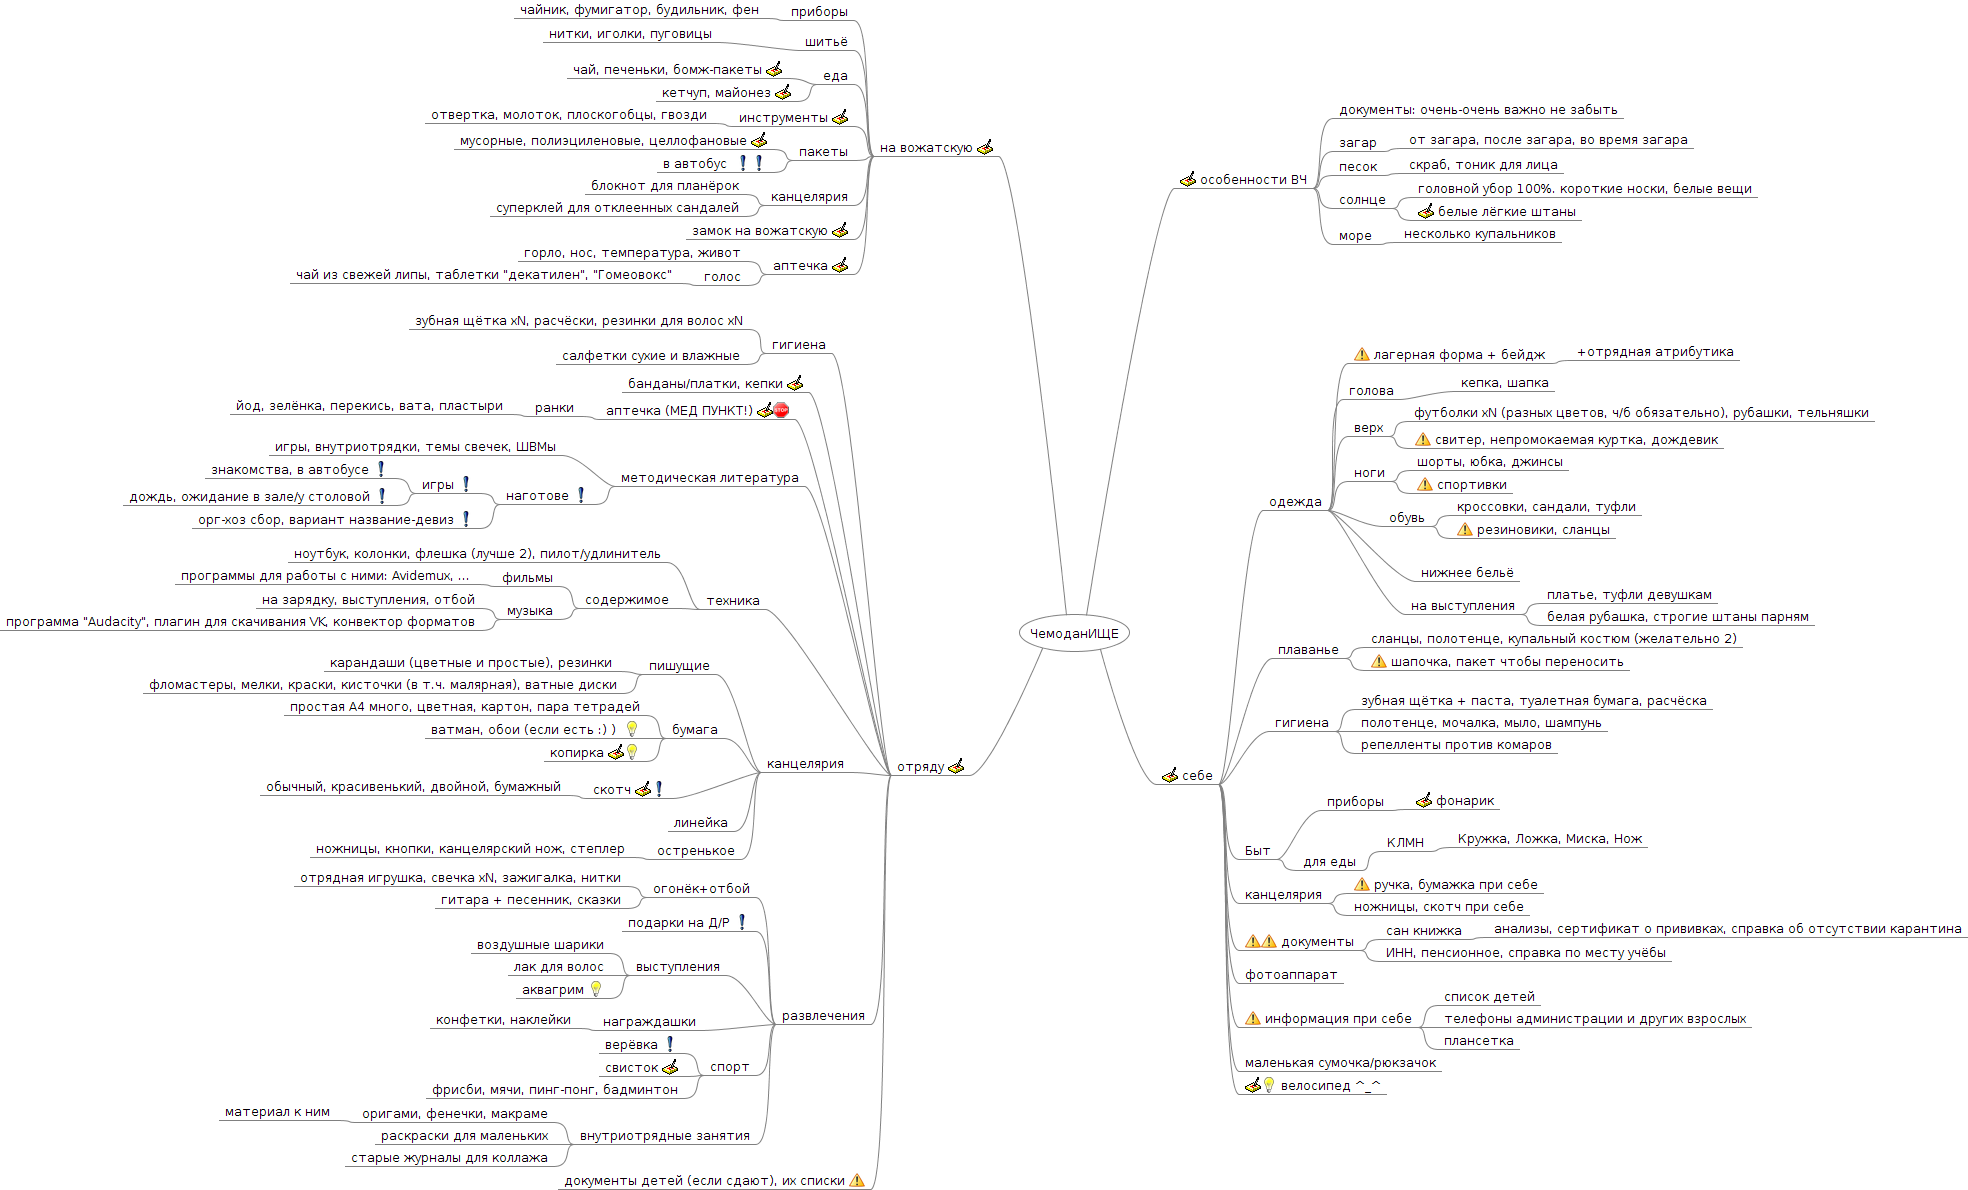 чайник, фумигатор, будильник, фен
приборы
нитки, иголки, пуговицы
шитьё
чай, печеньки, бомж-пакеты
еда
кетчуп, майонез
отвертка, молоток, плоскогобцы, гвозди
инструменты
мусорные, полиэциленовые, целлофановые
пакеты
в автобус
на вожатскую
блокнот для планёрок
канцелярия
суперклей для отклеенных сандалей
замок на вожатскую
горло, нос, температура, живот
аптечка
чай из свежей липы, таблетки "декатилен", "Гомеовокс"
голос
зубная щётка xN, расчёски, резинки для волос xN
гигиена
салфетки сухие и влажные
банданы/платки, кепки
йод, зелёнка, перекись, вата, пластыри
ранки
аптечка (МЕД ПУНКТ!)
STOP
игры, внутриотрядки, темы свечек, ШВМы
методическая литература
знакомства, в автобусе
игры
дождь, ожидание в зале/у столовой
наготове
орг-хоз сбор, вариант название-девиз
ноутбук, колонки, флешка (лучше 2), пилот/удлинитель
техника
программы для работы с ними: Avidemux, ...
фильмы
содержимое
на зарядку, выступления, отбой
музыка
программа "Audacity", плагин для скачивания VK, конвектор форматов
карандаши (цветные и простые), резинки
пишущие
фломастеры, мелки, краски, кисточки (в т.ч. малярная), ватные диски
простая А4 много, цветная, картон, пара тетрадей
ватман, обои (если есть :) )
бумага
копирка
канцелярия
отряду
обычный, красивенький, двойной, бумажный
скотч
линейка
ножницы, кнопки, канцелярский нож, степлер
остренькое
отрядная игрушка, свечка xN, зажигалка, нитки
огонёк+отбой
гитара + песенник, сказки
подарки на Д/Р
воздушные шарики
лак для волос
выступления
аквагрим
развлечения
конфетки, наклейки
награждашки
верёвка
свисток
спорт
фрисби, мячи, пинг-понг, бадминтон
материал к ним
оригами, фенечки, макраме
раскраски для маленьких
внутриотрядные занятия
старые журналы для коллажа
документы детей (если сдают), их списки
ЧемоданИЩЕ
особенности ВЧ
документы: очень-очень важно не забыть
загар
от загара, после загара, во время загара
песок
скраб, тоник для лица
солнце
головной убор 100%. короткие носки, белые вещи
белые лёгкие штаны
море
несколько купальников
себе
одежда
лагерная форма + бейдж
+отрядная атрибутика
голова
кепка, шапка
верх
футболки xN (разных цветов, ч/б обязательно), рубашки, тельняшки
свитер, непромокаемая куртка, дождевик
ноги
шорты, юбка, джинсы
спортивки
обувь
кроссовки, сандали, туфли
резиновики, сланцы
нижнее бельё
на выступления
платье, туфли девушкам
белая рубашка, строгие штаны парням
плаванье
сланцы, полотенце, купальный костюм (желательно 2)
шапочка, пакет чтобы переносить
гигиена
зубная щётка + паста, туалетная бумага, расчёска
полотенце, мочалка, мыло, шампунь
репелленты против комаров
Быт
приборы
фонарик
для еды
КЛМН
Кружка, Ложка, Миска, Нож
канцелярия
ручка, бумажка при себе
ножницы, скотч при себе
документы
сан книжка
анализы, сертификат о прививках, справка об отсутствии карантина
ИНН, пенсионное, справка по месту учёбы
фотоаппарат
информация при себе
список детей
телефоны администрации и других взрослых
плансетка
маленькая сумочка/рюкзачок
велосипед ^_^